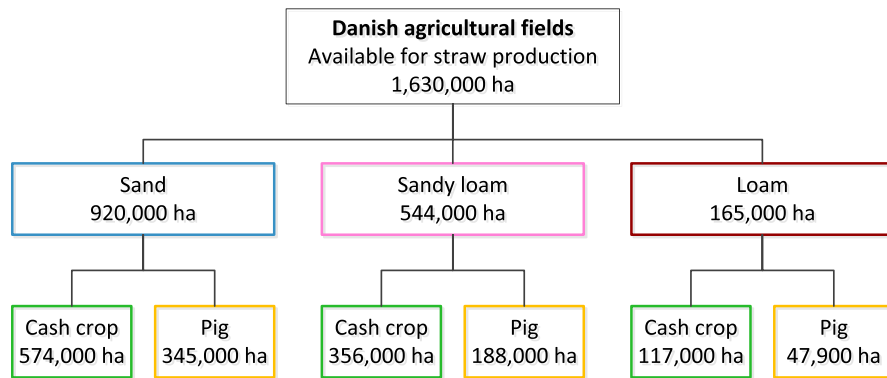 Danish agricultural fields
Available for straw production
1,630,000 ha
Sand
920,000 ha
Sandy loam
544,000 ha
Loam
165,000 ha
Cash crop
574,000 ha
Pig
345,000 ha
Cash crop
356,000 ha
Pig
188,000 ha
Cash crop
117,000 ha
Pig
47,900 ha